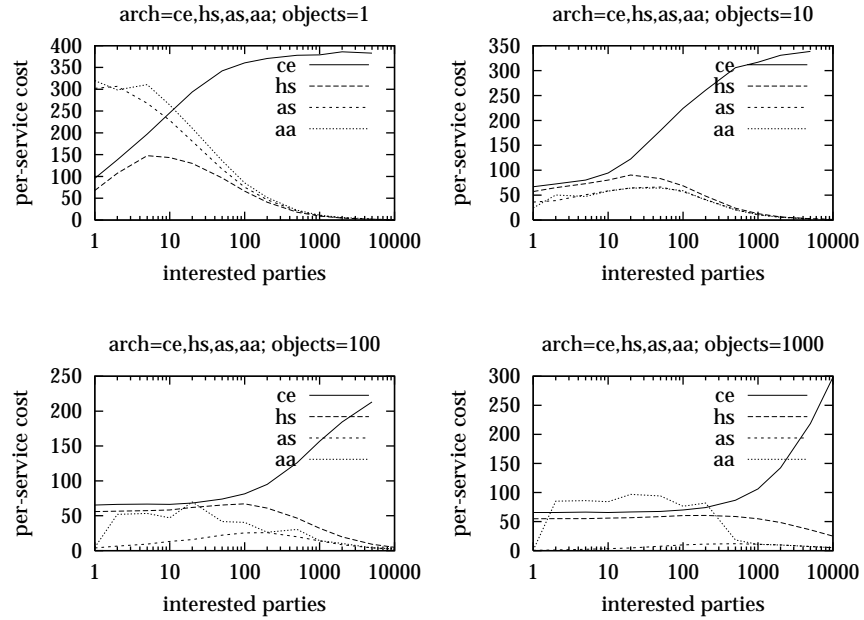 arch=ce,hs,as,aa; objects=1
400
350
300
250
200
150
100
50
0
per-service cost
ce
hs
as
aa
1 10 100 1000 10000
interested parties
arch=ce,hs,as,aa; objects=10
350
300
250
200
150
100
50
0
per-service cost
ce
hs
as
aa
1 10 100 1000 10000
interested parties
arch=ce,hs,as,aa; objects=100
250
200
150
100
50
0
per-service cost
ce
hs
as
aa
1 10 100 1000 10000
interested parties
arch=ce,hs,as,aa; objects=1000
300
250
200
150
100
50
0
per-service cost
ce
hs
as
aa
1 10 100 1000 10000
interested parties